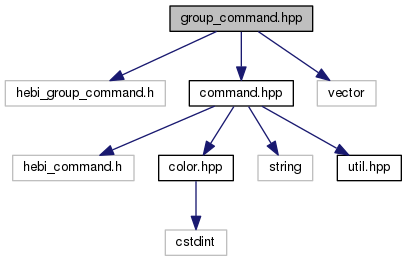 group_command.hpp
hebi_group_command.h
command.hpp
vector
hebi_command.h
color.hpp
string
util.hpp
cstdint